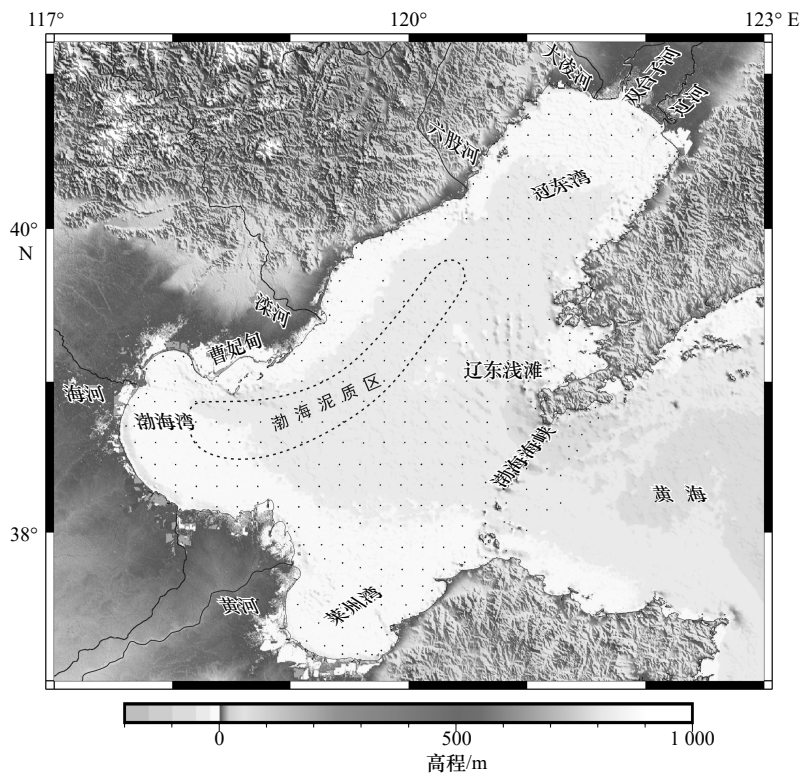 117°
120°
123° E
大凌河
双台子河
辽河
六股河
辽东湾
40°
N
滦河
曹妃甸
辽东浅滩
海河
渤海泥质区
渤海湾
渤海海峡
黄 海
38°
黄河
莱州湾
0
500
1 000
高程/m